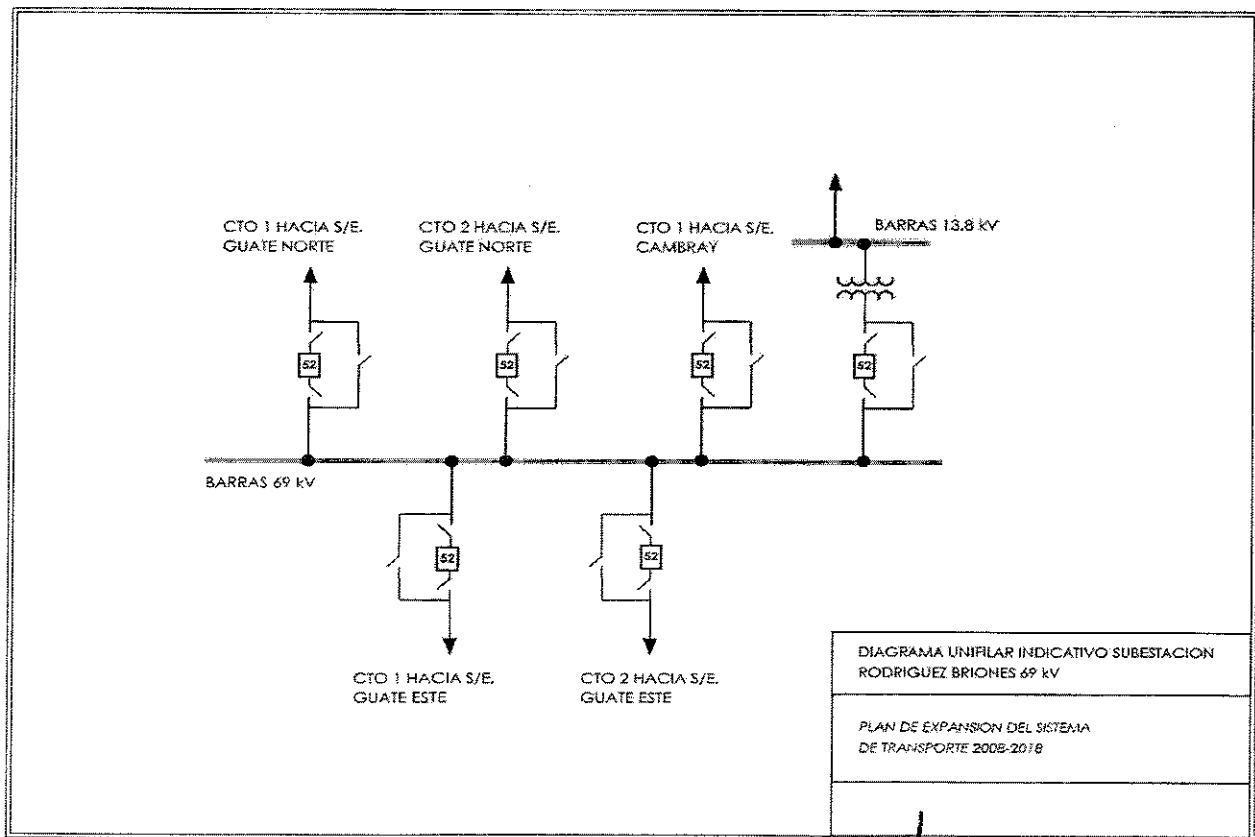 CTO 1 HACIA S/E.
GUATE NORTE
CTO 2 HACIA S/E.
GUATE NORTE
CTO 1 HACIA S/E.
CAMBRAY
BARRAS 13.8 kV
52
52
52
52
BARRAS 69 kV
52
52
CTO 1 HACIA S/E.
GUATE ESTE
CTO 2 HACIA S/E.
GUATE ESTE
DIAGRAMA UNIFILAR INDICATIVO SUBESTACION
RODRIGUEZ BRIONES 69 kV
PLAN DE EXPANSION DEL SISTEMA
DE TRANSPORTE 2008-2018